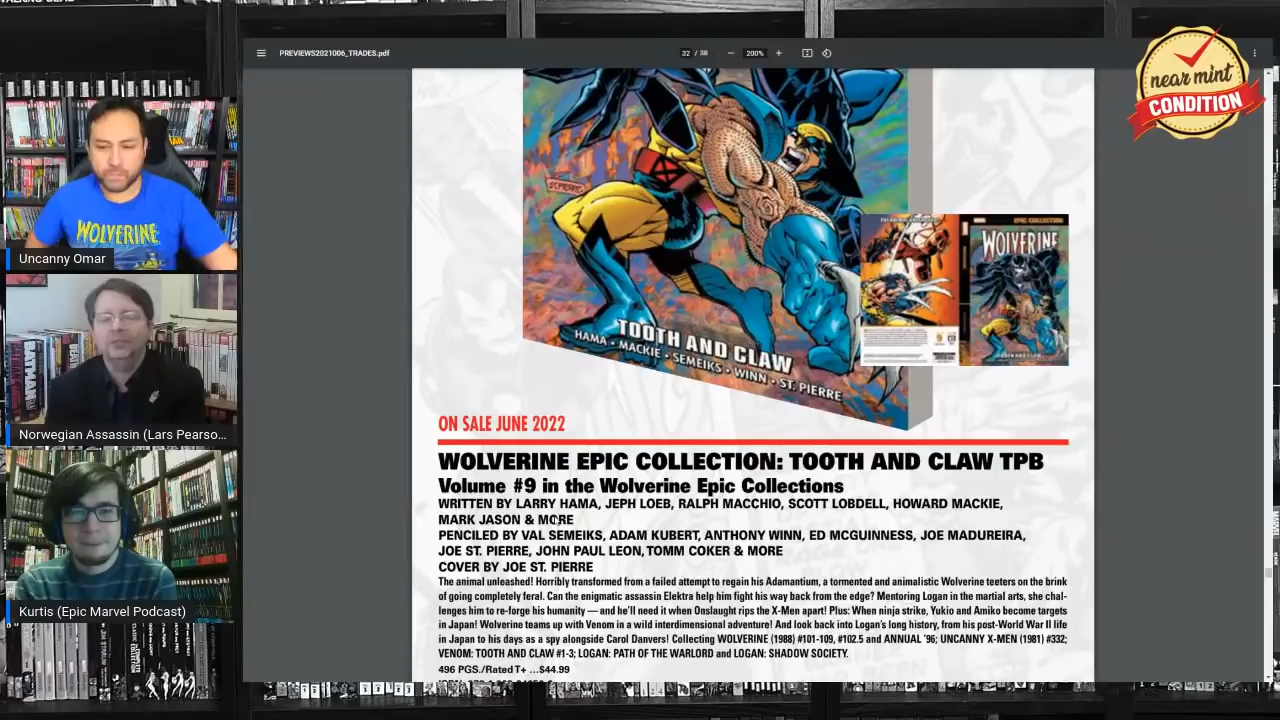 PREVIEWS2021006_TRADES.pdf
32 / 38
200%
near mint
CONDITION
WOLVERINE
Uncanny Omar
Norwegian Assassin (Lars Pearso...
Kurtis (Epic Marvel Podcast)
ST.PIERRE
TOOTH AND CLAW
HAMA • MACKIE • SEMEIKS • WINN • ST. PIERRE
EPIC COLLECTION
WOLVERINE
TOOTH AND CLAW
ON SALE JUNE 2022
WOLVERINE EPIC COLLECTION: TOOTH AND CLAW TPB
Volume #9 in the Wolverine Epic Collections
WRITTEN BY LARRY HAMA, JEPH LOEB, RALPH MACCHIO, SCOTT LOBDELL, HOWARD MACKIE,
MARK JASON & MORE
PENCILED BY VAL SEMEIKS, ADAM KUBERT, ANTHONY WINN, ED MCGUINNESS, JOE MADUREIRA,
JOE ST. PIERRE, JOHN PAUL LEON, TOMM COKER & MORE
COVER BY JOE ST. PIERRE
The animal unleashed! Horribly transformed from a failed attempt to regain his Adamantium, a tormented and animalistic Wolverine teeters on the brink
of going completely feral. Can the enigmatic assassin Elektra help him fight his way back from the edge? Mentoring Logan in the martial arts, she chal-
lenges him to re-forge his humanity — and he'll need it when Onslaught rips the X-Men apart! Plus: When ninja strike, Yukio and Amiko become targets
in Japan! Wolverine teams up with Venom in a wild interdimensional adventure! And look back into Logan's long history, from his post-World War II life
in Japan to his days as a spy alongside Carol Danvers! Collecting WOLVERINE (1988) #101-109, #102.5 and ANNUAL '96; UNCANNY X-MEN (1981) #332;
VENOM: TOOTH AND CLAW #1-3; LOGAN: PATH OF THE WARLORD and LOGAN: SHADOW SOCIETY.
496 PGS./Rated T+ ...$44.99